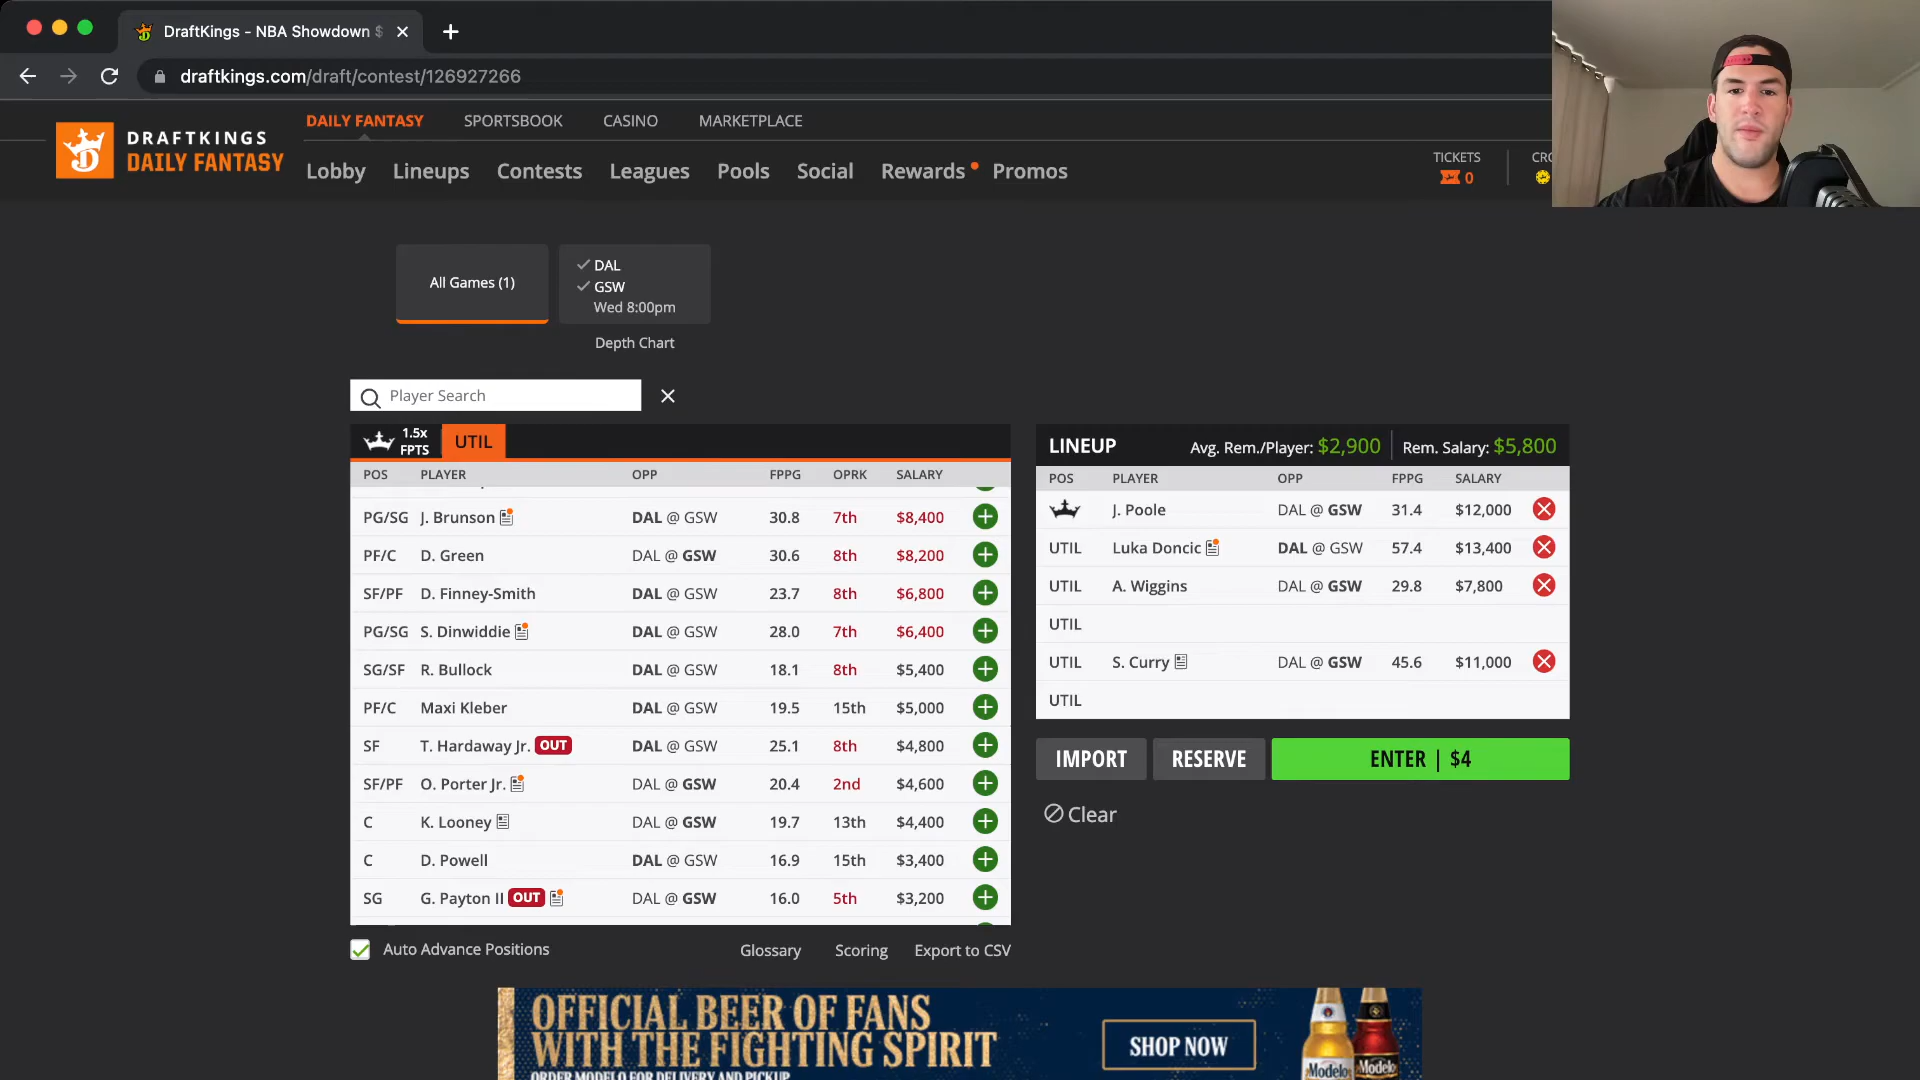 DraftKings - NBA Showdown $
draftkings.com/draft/contest/126927266
DRAFTKINGS
DAILY FANTASY
DAILY FANTASY SPORTSBOOK CASINO MARKETPLACE
Lobby Lineups Contests Leagues Pools Social Rewards Promos
TICKETS
0
CRO
All Games (1)
DAL
GSW
Wed 8:00pm
Depth Chart
Player Search
1.5x
FPTS
UTIL
POS PLAYER OPP FPPG OPRK SALARY
PG/SG J. Brunson DAL @ GSW 30.8 7th $8,400
PF/C D. Green DAL @ GSW 30.6 8th $8,200
SF/PF D. Finney-Smith DAL @ GSW 23.7 8th $6,800
PG/SG S. Dinwiddie DAL @ GSW 28.0 7th $6,400
SG/SF R. Bullock DAL @ GSW 18.1 8th $5,400
PF/C Maxi Kleber DAL @ GSW 19.5 15th $5,000
SF T. Hardaway Jr. OUT DAL @ GSW 25.1 8th $4,800
SF/PF O. Porter Jr. DAL @ GSW 20.4 2nd $4,600
C K. Looney DAL @ GSW 19.7 13th $4,400
C D. Powell DAL @ GSW 16.9 15th $3,400
SG G. Payton II OUT DAL @ GSW 16.0 5th $3,200
Auto Advance Positions Glossary Scoring Export to CSV
LINEUP Avg. Rem./Player: $2,900 Rem. Salary: $5,800
POS PLAYER OPP FPPG SALARY
J. Poole DAL @ GSW 31.4 $12,000
UTIL Luka Doncic DAL @ GSW 57.4 $13,400
UTIL A. Wiggins DAL @ GSW 29.8 $7,800
UTIL
UTIL S. Curry DAL @ GSW 45.6 $11,000
UTIL
IMPORT RESERVE ENTER | $4
Clear
OFFICIAL BEER OF FANS
WITH THE FIGHTING SPIRIT
ORDER MODELO FOR DELIVERY AND PICKUP
SHOP NOW
Modelo Modelo